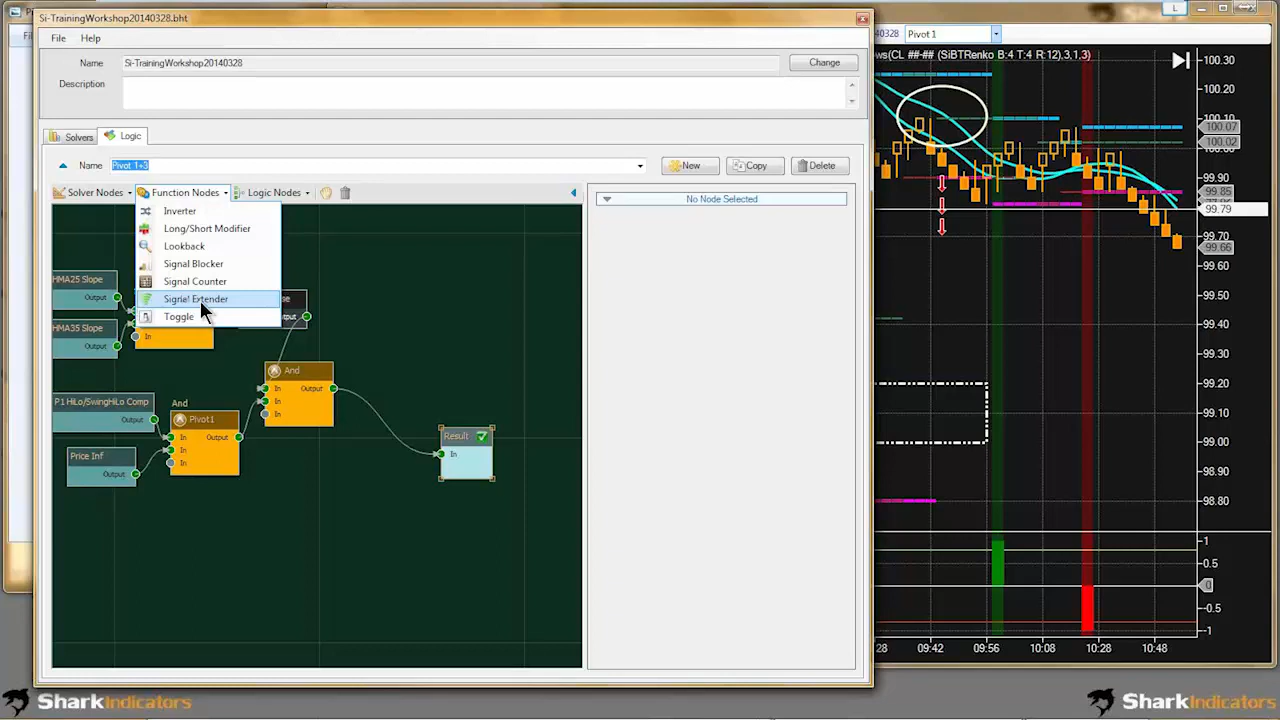 Si-TrainingWorkshop20140328.bht
File Help
Name Si-TrainingWorkshop20140328 Change
Description
Solvers Logic
Name Pivot 1+3 New Copy Delete
Solver Nodes Function Nodes Logic Nodes
No Node Selected
Inverter
Long/Short Modifier
Lookback
Signal Blocker
Signal Counter
Signal Extender
Toggle
HMA25 Slope
Output
HMA35 Slope
Output
In
And
In Output
In
In
P1 HiLo/SwingHiLo Comp
Output
And
Pivot1
In Output
In
In
Price Inf
Output
Result
In
40328 Pivot 1
ws(CL ##-## (SiBTRenko B:4 T:4 R:12),3,1,3)
100.30
100.20
100.10
100.07
100.02
100.00
99.90
99.85
99.79
99.70
99.66
99.60
99.50
99.40
99.30
99.20
99.10
99.00
98.90
98.80
1
0.5
0
-0.5
-1
:28 09:42 09:56 10:08 10:28 10:48
SharkIndicators
SharkIndicators